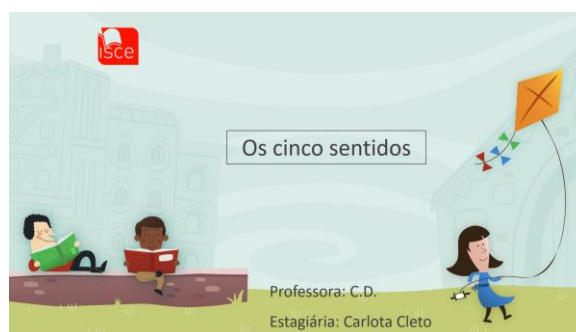 isce
Os cinco sentidos
Professora: C.D.
Estagiária: Carlota Cleto